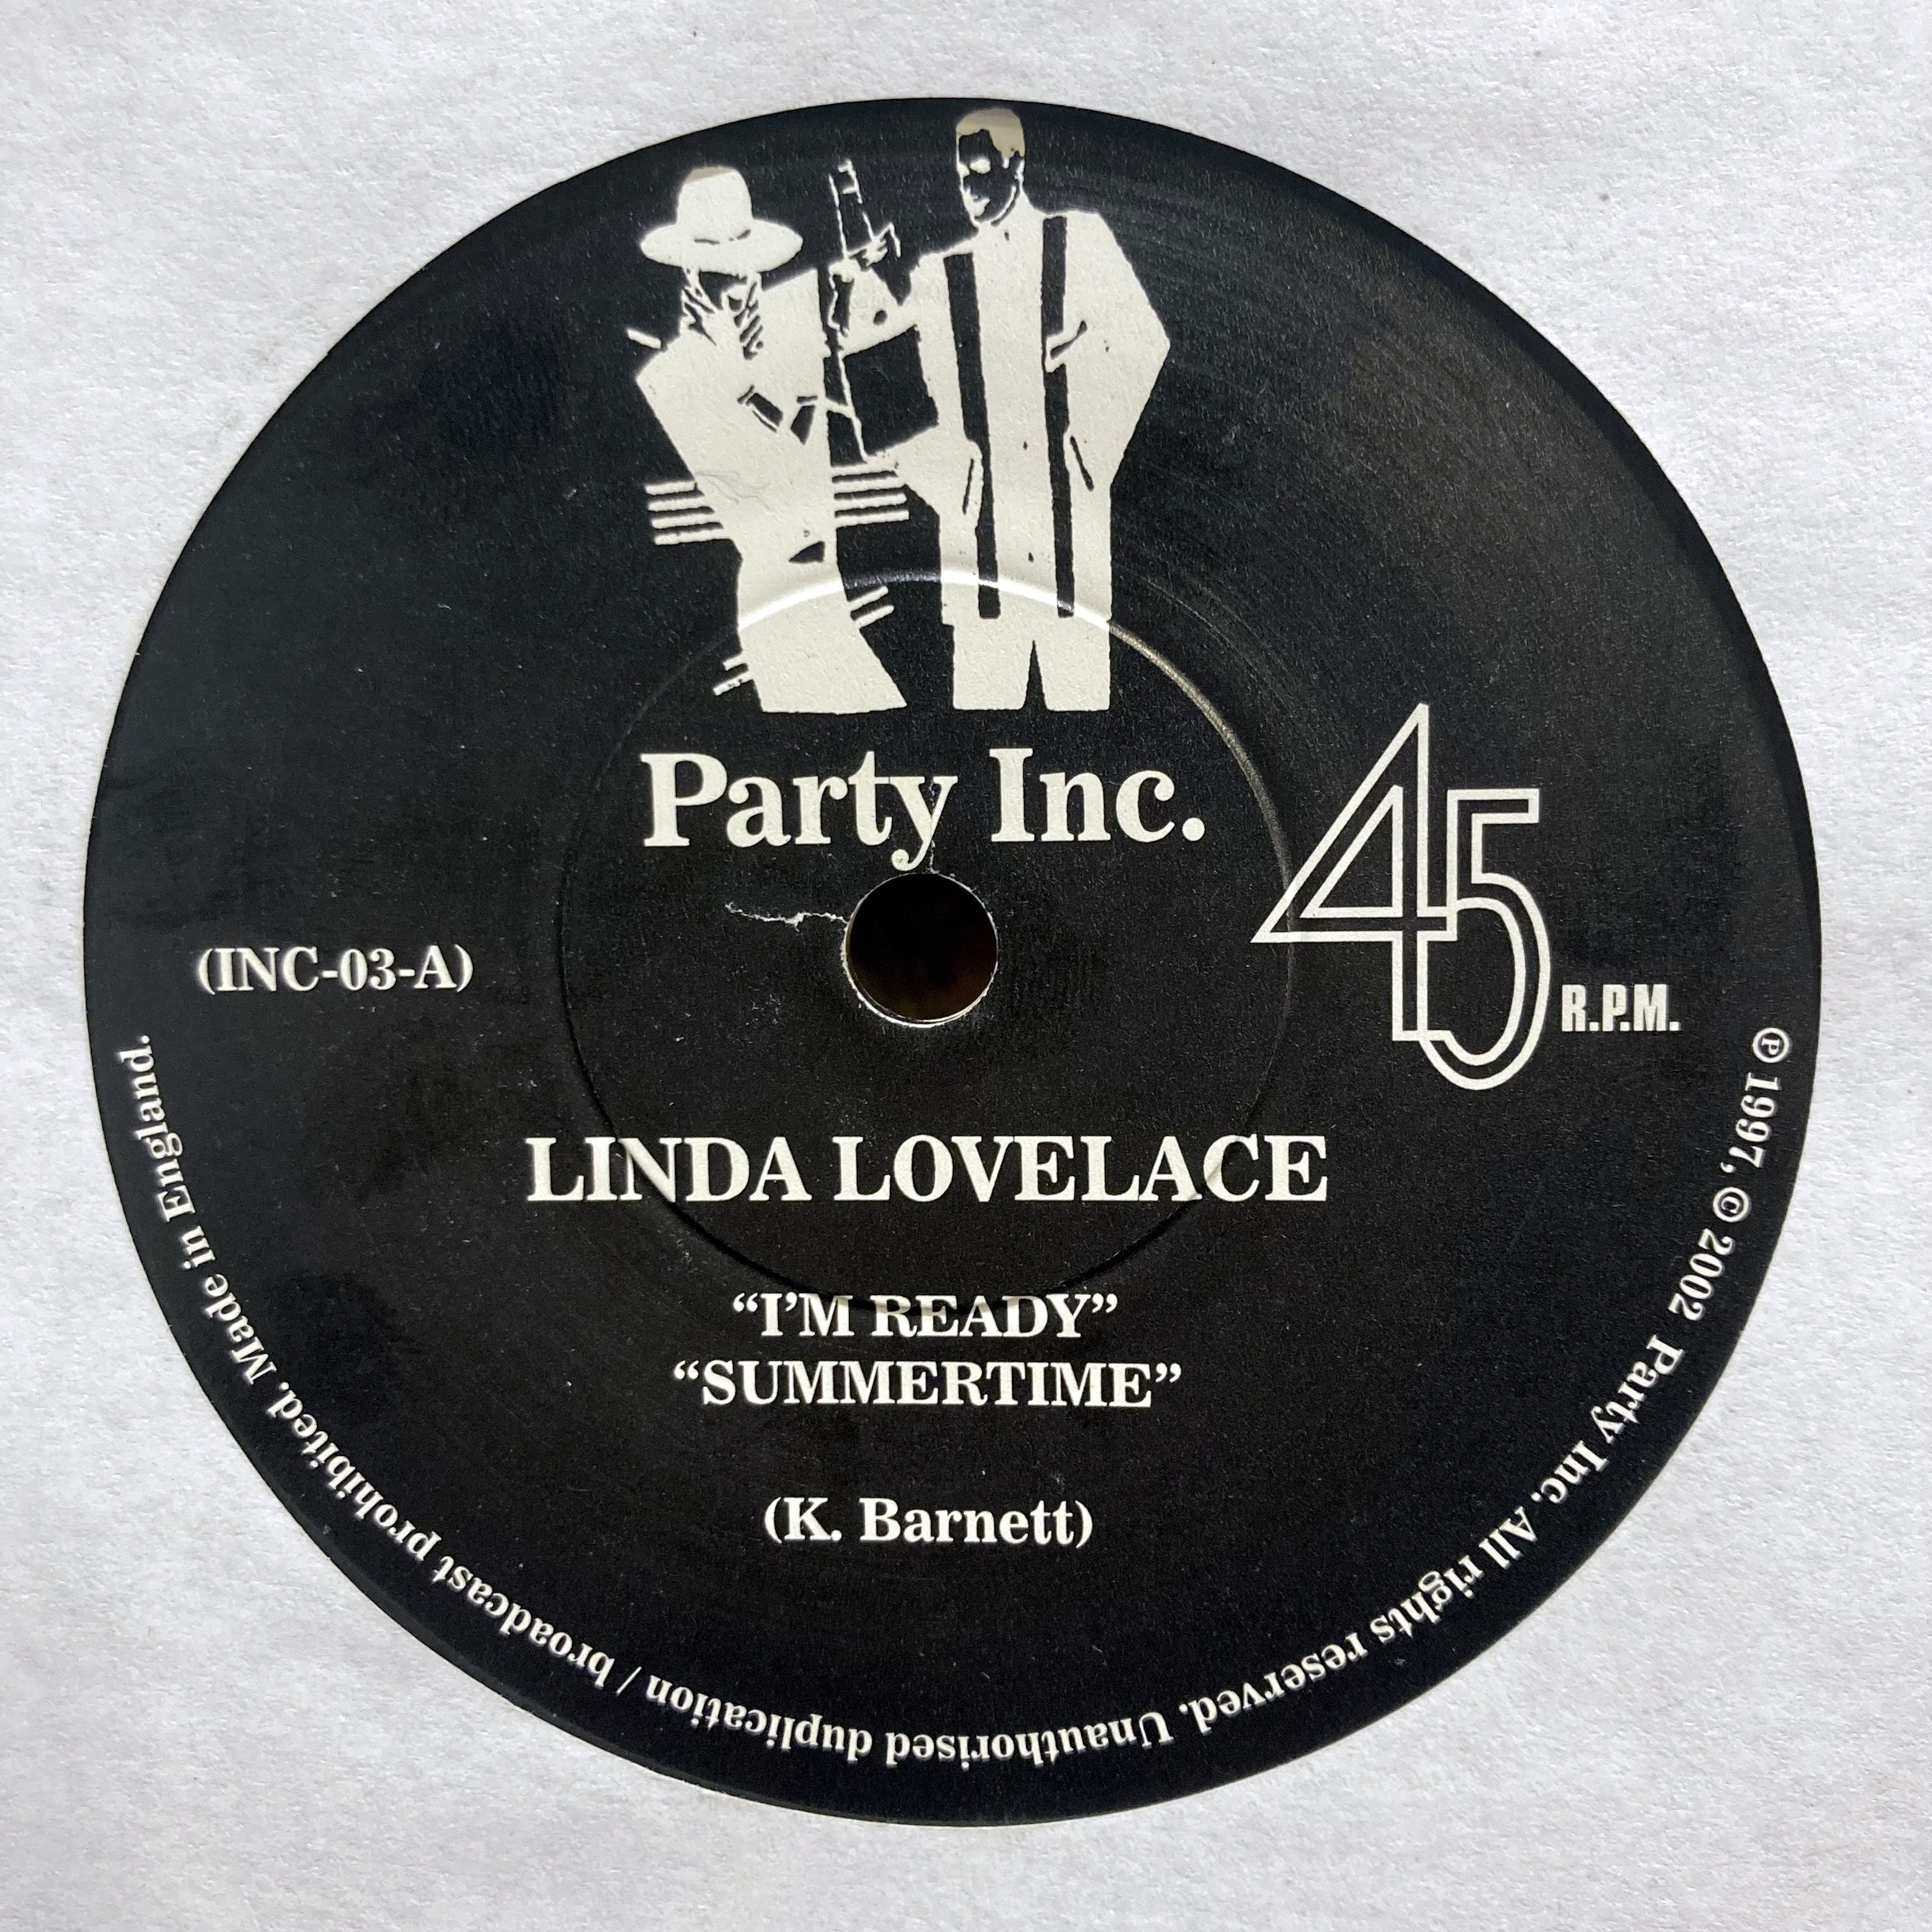 Party Inc.
45 R.P.M.
(INC-03-A)
LINDA LOVELACE
“I’M READY”
“SUMMERTIME”
(K. Barnett)
℗ 1997, © 2002 Party Inc. All rights reserved. Unauthorised duplication / broadcast prohibited. Made in England.